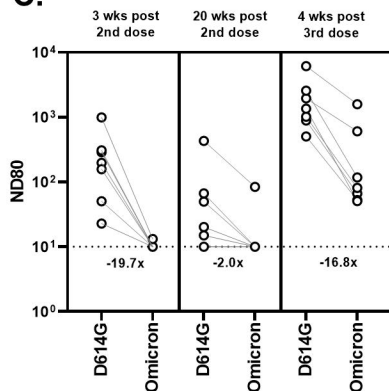 C.
3 wks post
2nd dose
20 wks post
2nd dose
4 wks post
3rd dose
ND80
10⁴
10³
10²
10¹
10⁰
-19.7x
-2.0x
-16.8x
D614G
Omicron
D614G
Omicron
D614G
Omicron